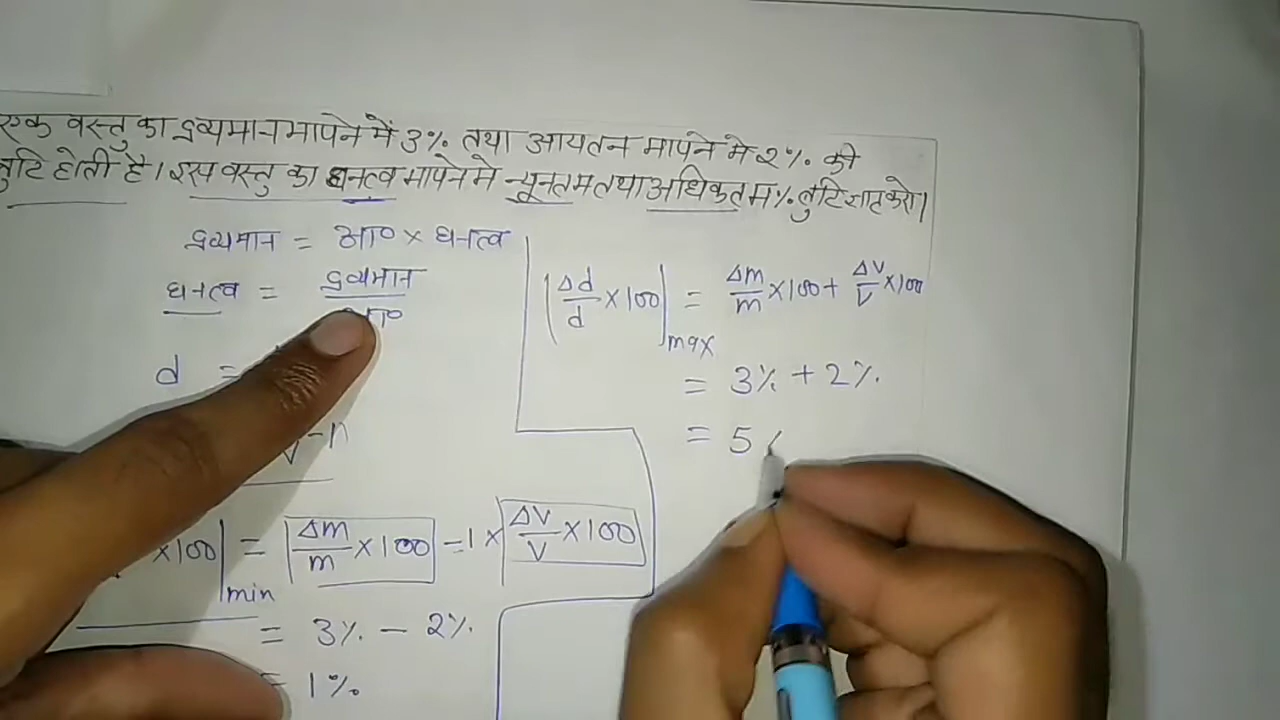 एक वस्तु का द्रव्यमान मापने में 3% तथा आयतन मापने मे 2% की
त्रुटि होती है। इस वस्तु का घनत्व मापने मे न्यूनतम तथा अधिकतम % त्रुटि ज्ञात करो।
द्रव्यमान = आ० × घनत्व
घनत्व = द्रव्यमान
d =
V -1
×100|min = Δm/m ×100 - 1 × ΔV/V ×100
= 3% - 2%
= 1%
|Δd/d ×100|max = Δm/m ×100 + ΔV/V ×100
= 3% + 2%
= 5